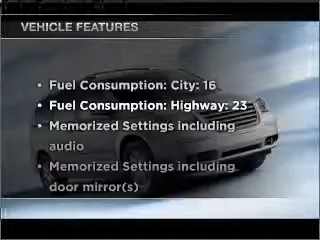 VEHICLE FEATURES
• Fuel Consumption: City: 16
• Fuel Consumption: Highway: 23
• Memorized Settings including
audio
• Memorized Settings including
door mirror(s)